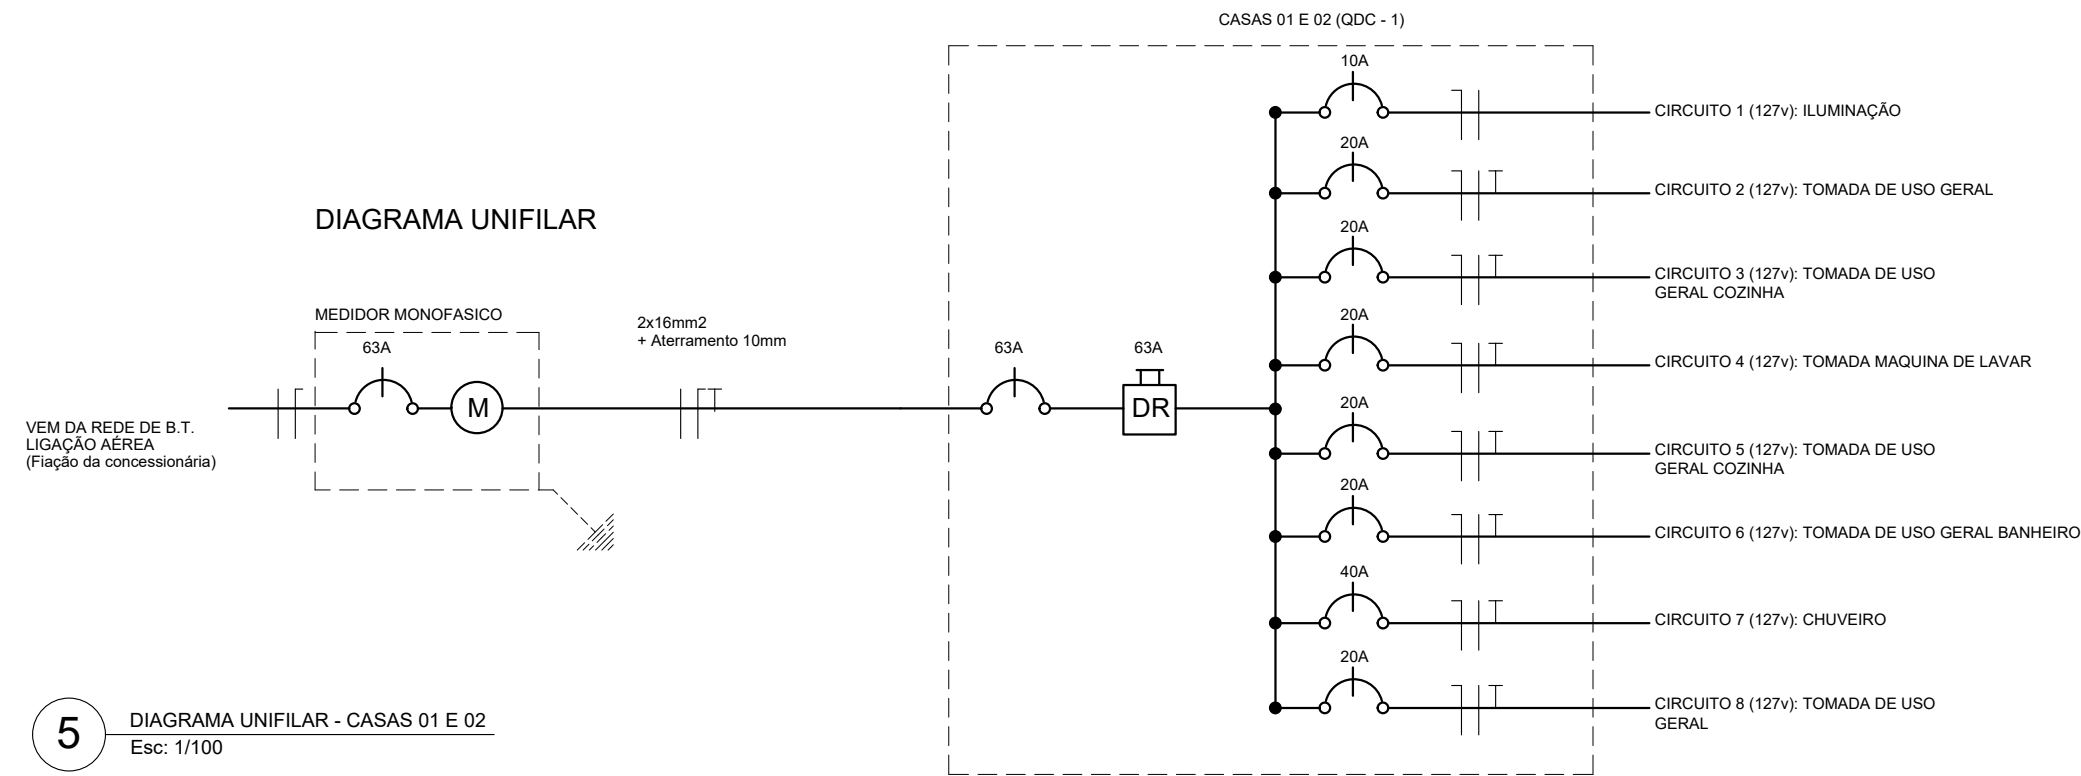 CASAS 01 E 02 (QDC - 1)
10A
CIRCUITO 1 (127v): ILUMINAÇÃO
20A
CIRCUITO 2 (127v): TOMADA DE USO GERAL
DIAGRAMA UNIFILAR
20A
CIRCUITO 3 (127v): TOMADA DE USO
GERAL COZINHA
MEDIDOR MONOFASICO
63A
M
2x16mm2
+ Aterramento 10mm
63A
63A
DR
20A
CIRCUITO 4 (127v): TOMADA MAQUINA DE LAVAR
VEM DA REDE DE B.T.
LIGAÇÃO AÉREA
(Fiação da concessionária)
20A
CIRCUITO 5 (127v): TOMADA DE USO
GERAL COZINHA
20A
CIRCUITO 6 (127v): TOMADA DE USO GERAL BANHEIRO
40A
CIRCUITO 7 (127v): CHUVEIRO
20A
CIRCUITO 8 (127v): TOMADA DE USO
GERAL
5
DIAGRAMA UNIFILAR - CASAS 01 E 02
Esc: 1/100